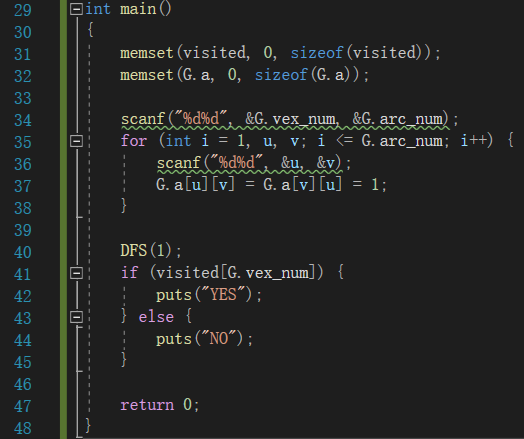 29 int main()
30 {
31 memset(visited, 0, sizeof(visited));
32 memset(G.a, 0, sizeof(G.a));
33
34 scanf("%d%d", &G.vex_num, &G.arc_num);
35 for (int i = 1, u, v; i <= G.arc_num; i++) {
36 scanf("%d%d", &u, &v);
37 G.a[u][v] = G.a[v][u] = 1;
38 }
39
40 DFS(1);
41 if (visited[G.vex_num]) {
42 puts("YES");
43 } else {
44 puts("NO");
45 }
46
47 return 0;
48 }